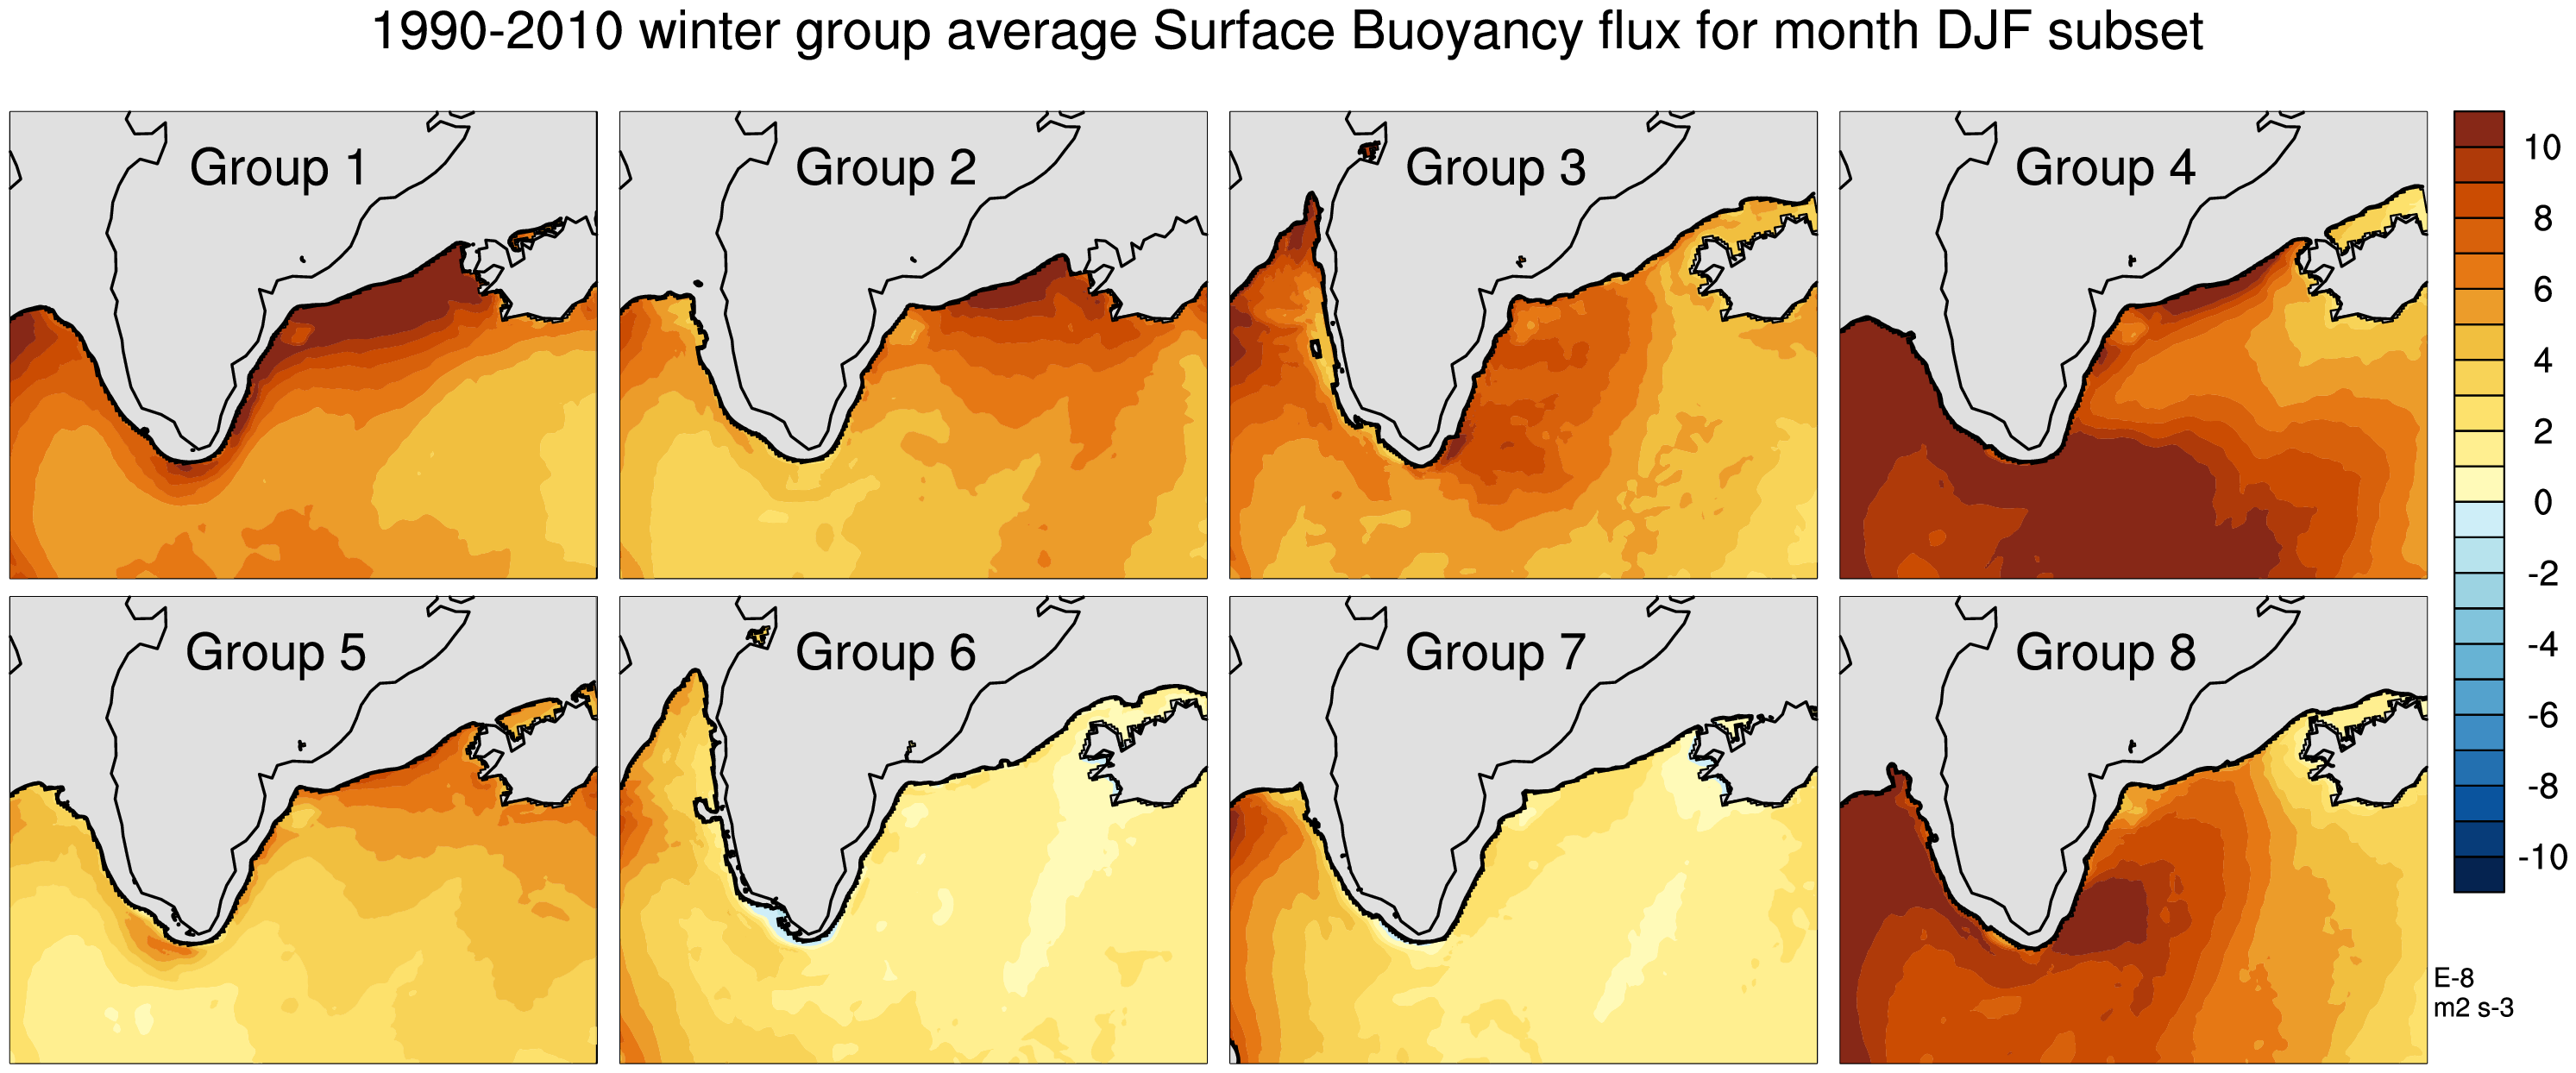 1990-2010 winter group average Surface Buoyancy flux for month DJF subset
Group 1
Group 2
Group 3
Group 4
Group 5
Group 6
Group 7
Group 8
10
8
6
4
2
0
-2
-4
-6
-8
-10
E-8
m2 s-3